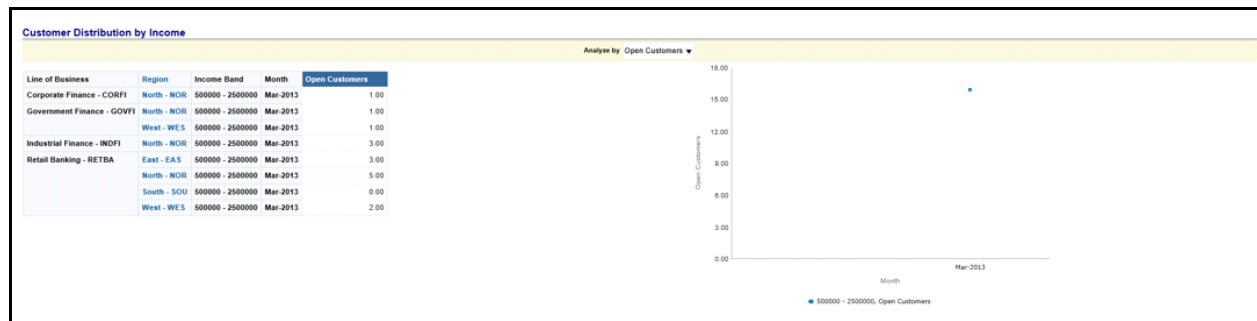 Customer Distribution by Income
Analyze by Open Customers
Line of Business Region Income Band Month Open Customers
Corporate Finance - CORFI North - NOR 500000 - 2500000 Mar-2013 1.00
Government Finance - GOVFI North - NOR 500000 - 2500000 Mar-2013 1.00
West - WES 500000 - 2500000 Mar-2013 1.00
Industrial Finance - INDFI North - NOR 500000 - 2500000 Mar-2013 3.00
Retail Banking - RETBA East - EAS 500000 - 2500000 Mar-2013 3.00
North - NOR 500000 - 2500000 Mar-2013 5.00
South - SOU 500000 - 2500000 Mar-2013 0.00
West - WES 500000 - 2500000 Mar-2013 2.00
18.00
15.00
12.00
9.00
6.00
3.00
0.00
Open Customers
Mar-2013
Month
500000 - 2500000, Open Customers